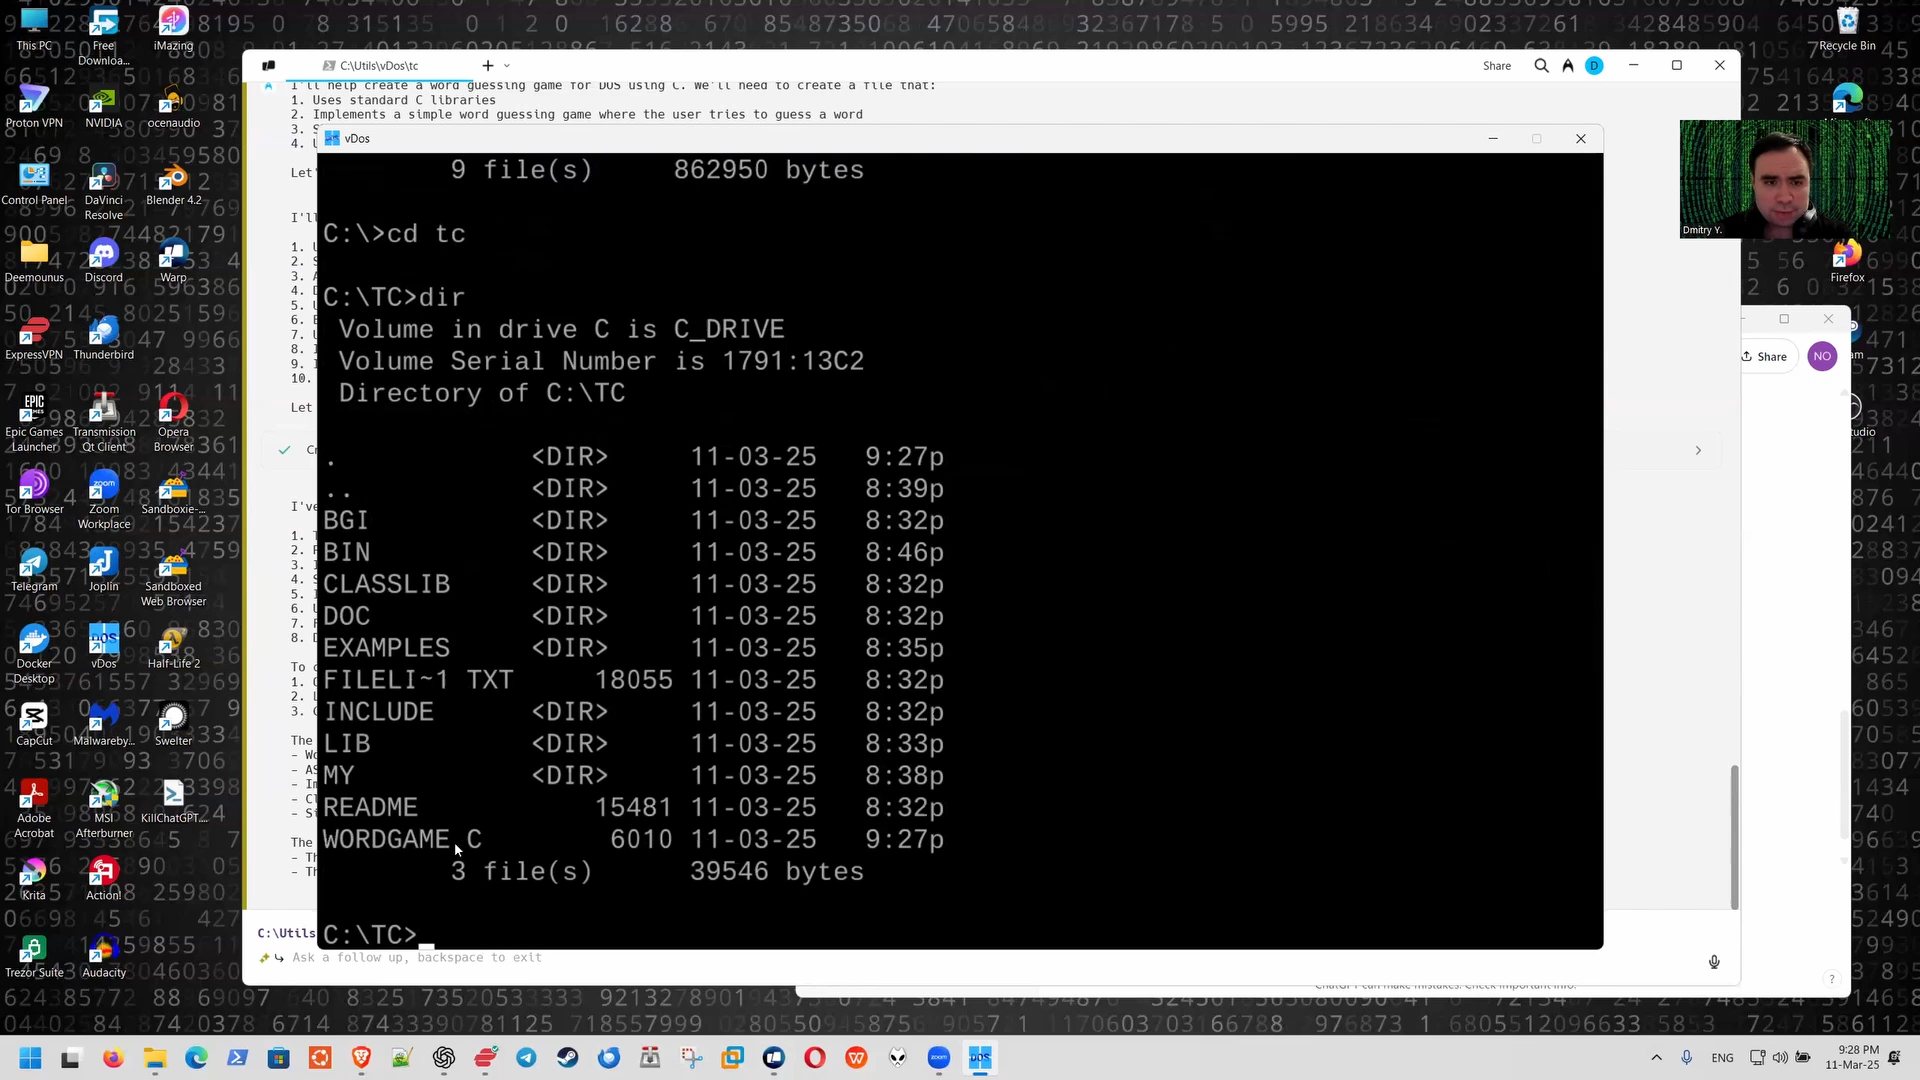 This PC
Free Downloa...
iMazing
Proton VPN
NVIDIA
ocenaudio
Control Panel
DaVinci Resolve
Blender 4.2
Deemounus
Discord
Warp
ExpressVPN
Thunderbird
Epic Games Launcher
Transmission Qt Client
Opera Browser
Tor Browser
Zoom Workplace
Sandboxie-...
Telegram
Joplin
Sandboxed Web Browser
Docker Desktop
vDos
Half-Life 2
CapCut
Malwareby...
Swelter
Adobe Acrobat
MSI Afterburner
KillChatGPT....
Krita
Action!
Trezor Suite
Audacity
Recycle Bin
Firefox
C:\Utils\vDos\tc
Share
D
I'll help create a word guessing game for DOS using C. We'll need to create a file that:
1. Uses standard C libraries
2. Implements a simple word guessing game where the user tries to guess a word
vDos
9 file(s) 862950 bytes
C:\>cd tc
C:\TC>dir
Volume in drive C is C_DRIVE
Volume Serial Number is 1791:13C2
Directory of C:\TC
. <DIR> 11-03-25 9:27p
.. <DIR> 11-03-25 8:39p
BGI <DIR> 11-03-25 8:32p
BIN <DIR> 11-03-25 8:46p
CLASSLIB <DIR> 11-03-25 8:32p
DOC <DIR> 11-03-25 8:32p
EXAMPLES <DIR> 11-03-25 8:35p
FILELI~1 TXT 18055 11-03-25 8:32p
INCLUDE <DIR> 11-03-25 8:32p
LIB <DIR> 11-03-25 8:33p
MY <DIR> 11-03-25 8:38p
README 15481 11-03-25 8:32p
WORDGAME C 6010 11-03-25 9:27p
3 file(s) 39546 bytes
C:\TC>
C:\Utils
Ask a follow up, backspace to exit
Dmitry Y.
Share
NO
ChatGPT can make mistakes. Check important info.
?
ENG
9:28 PM
11-Mar-25